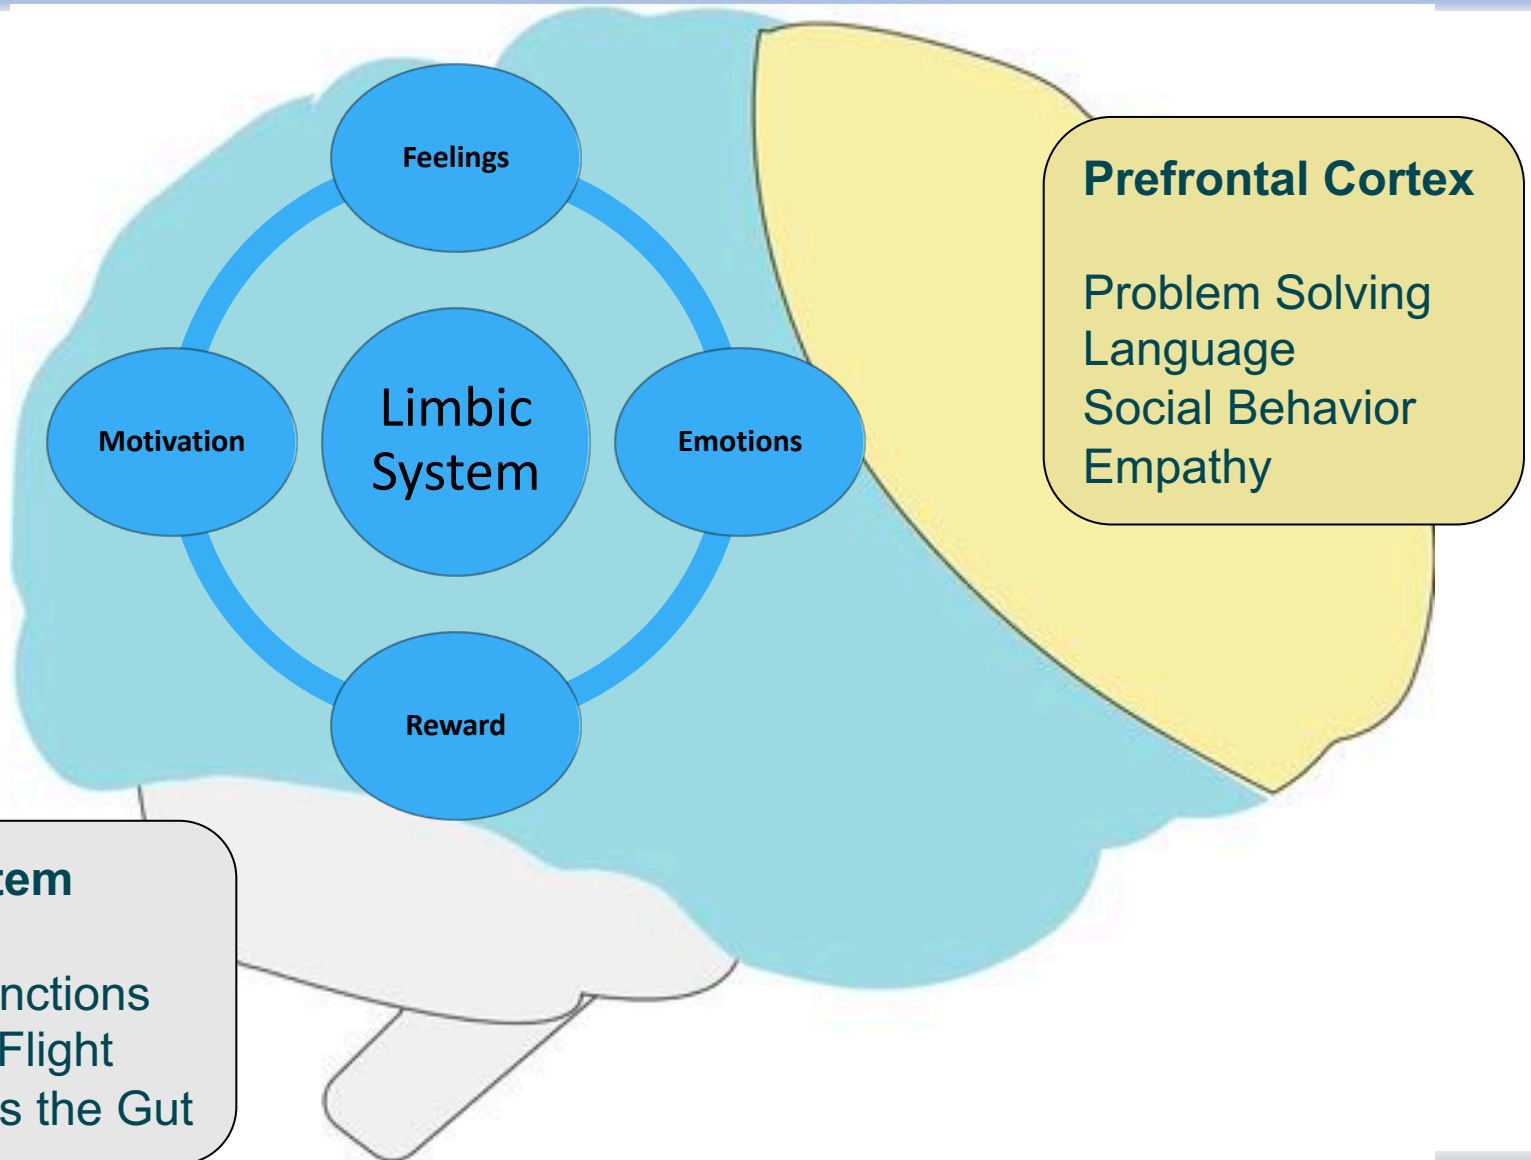 Feelings
Prefrontal Cortex
Problem Solving
Language
Social Behavior
Empathy
Limbic
System
Motivation
Emotions
Reward
tem
nctions
Flight
s the Gut